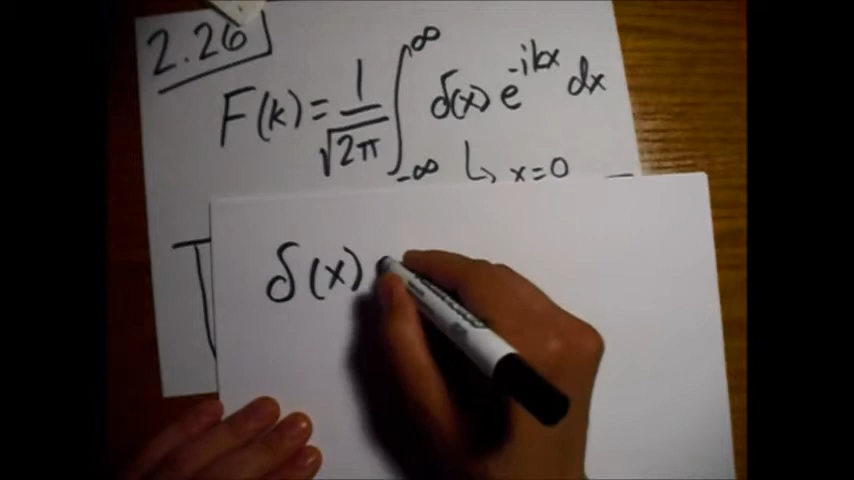 2.26
F(k) = 1/√2π ∫_{-∞}^{∞} δ(x) e^{-ikx} dx
↳ x=0
δ(x)